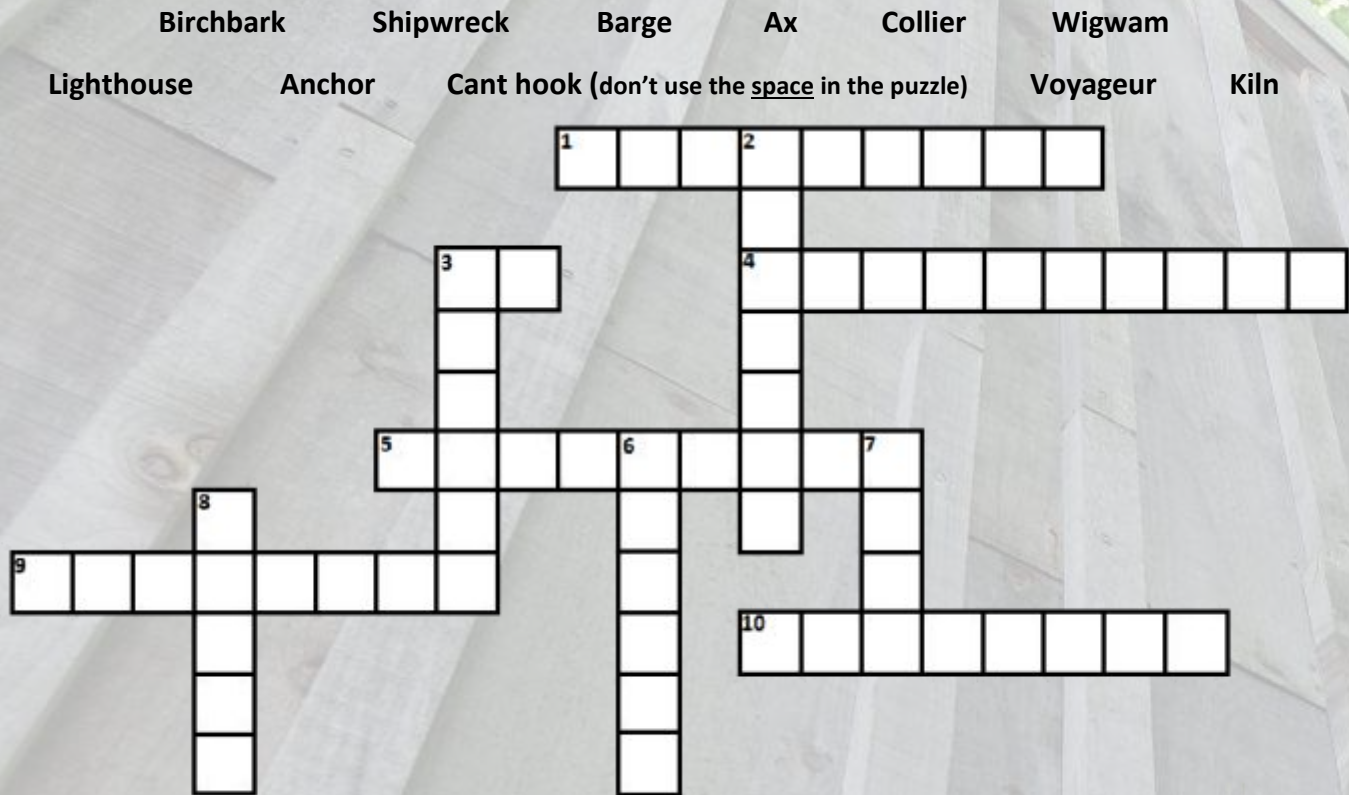 Birchbark Shipwreck Barge Ax Collier Wigwam
Lighthouse Anchor Cant hook (don’t use the space in the puzzle) Voyageur Kiln
1 2
3 4
5 6 7
8
9
10